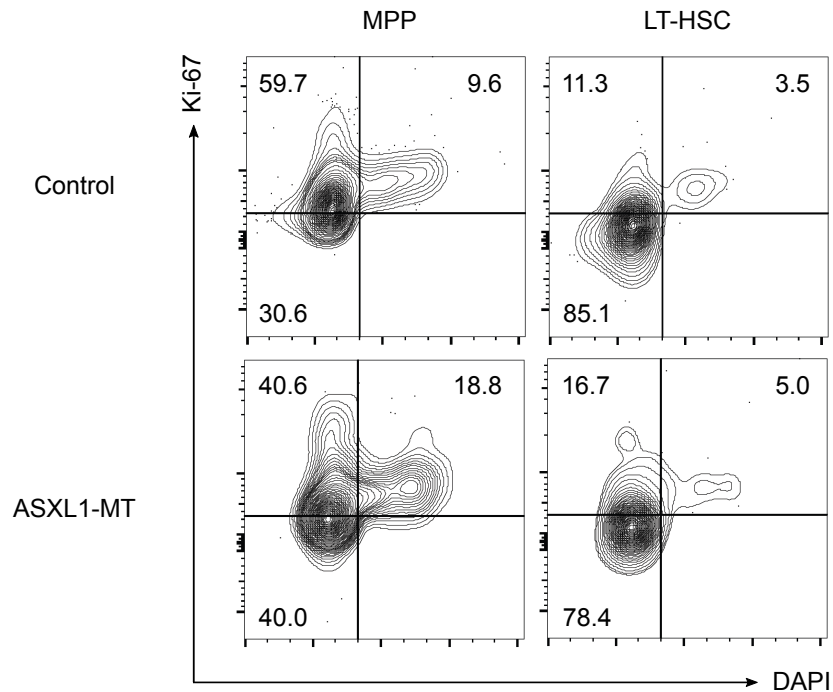 MPP LT-HSC
Ki-67
59.7 9.6 11.3 3.5
Control
30.6 85.1
40.6 18.8 16.7 5.0
ASXL1-MT
40.0 78.4
DAPI